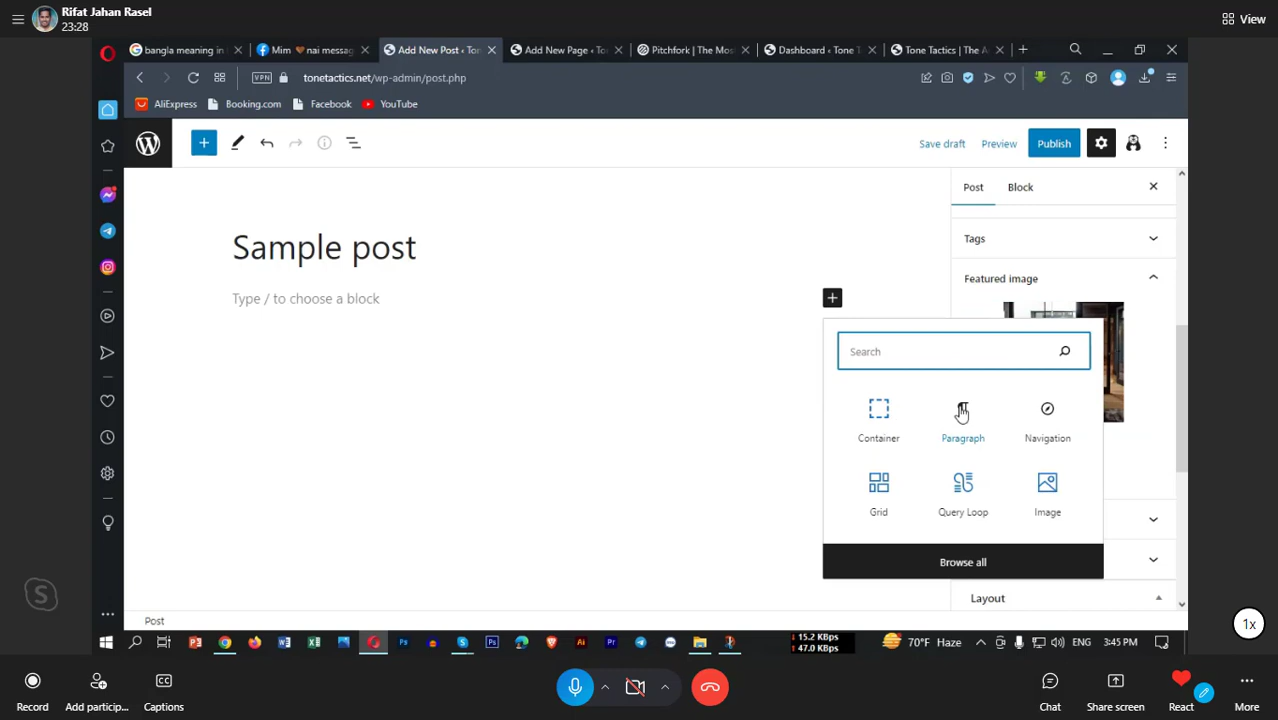 Rifat Jahan Rasel
23:28
View
bangla meaning in
Mim 🤎 nai messag
Add New Post ‹ Ton
Add New Page ‹ Ton
Pitchfork | The Mos
Dashboard ‹ Tone T
Tone Tactics | The A
VPN
tonetactics.net/wp-admin/post.php
AliExpress
Booking.com
Facebook
YouTube
Save draft
Preview
Publish
Post
Block
Sample post
Tags
Type / to choose a block
Featured image
Search
Container
Paragraph
Navigation
Grid
Query Loop
Image
Browse all
Layout
Post
15.2 KBps
47.0 KBps
70°F Haze
ENG
3:45 PM
1x
Record
Add particip...
Captions
Chat
Share screen
React
More